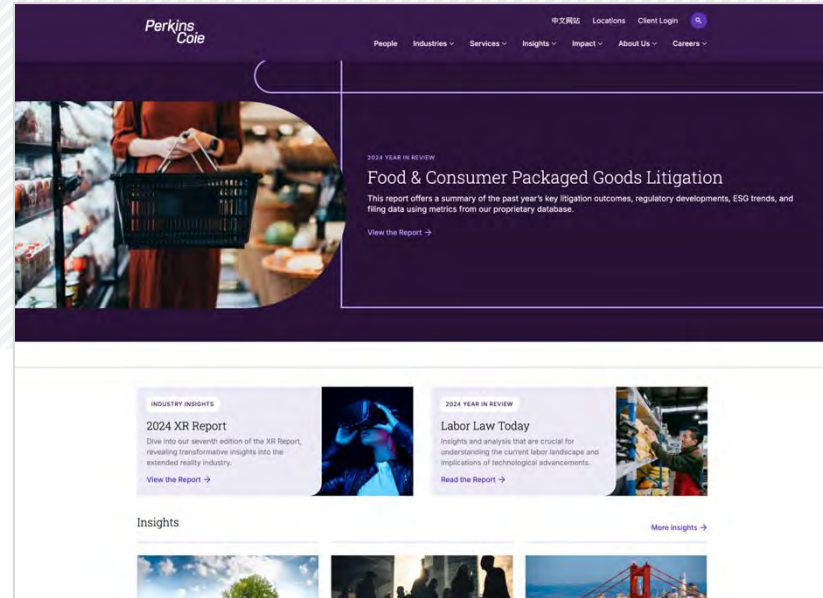 Perkins
Coie
中文网站 Locations Client Login
People Industries Services Insights Impact About Us Careers
2024 YEAR IN REVIEW
Food & Consumer Packaged Goods Litigation
This report offers a summary of the past year's key litigation outcomes, regulatory developments, ESG trends, and
filing data using metrics from our proprietary database.
View the Report →
INDUSTRY INSIGHTS
2024 XR Report
Dive into our seventh edition of the XR Report,
revealing transformative insights into the
extended reality industry.
View the Report →
2024 YEAR IN REVIEW
Labor Law Today
Insights and analysis that are crucial for
understanding the current labor landscape and
implications of technological advancements.
Read the Report →
Insights
More insights →